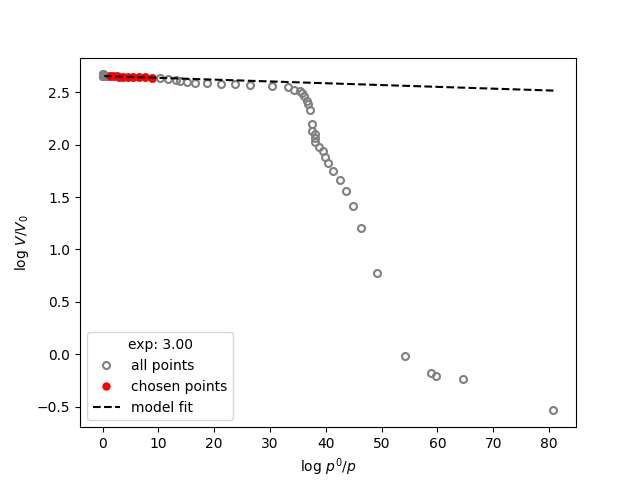 2.5
2.0
1.5
1.0
0.5
0.0
−0.5
log V/V₀
exp: 3.00
all points
chosen points
model fit
0 10 20 30 40 50 60 70 80
log p⁰/p